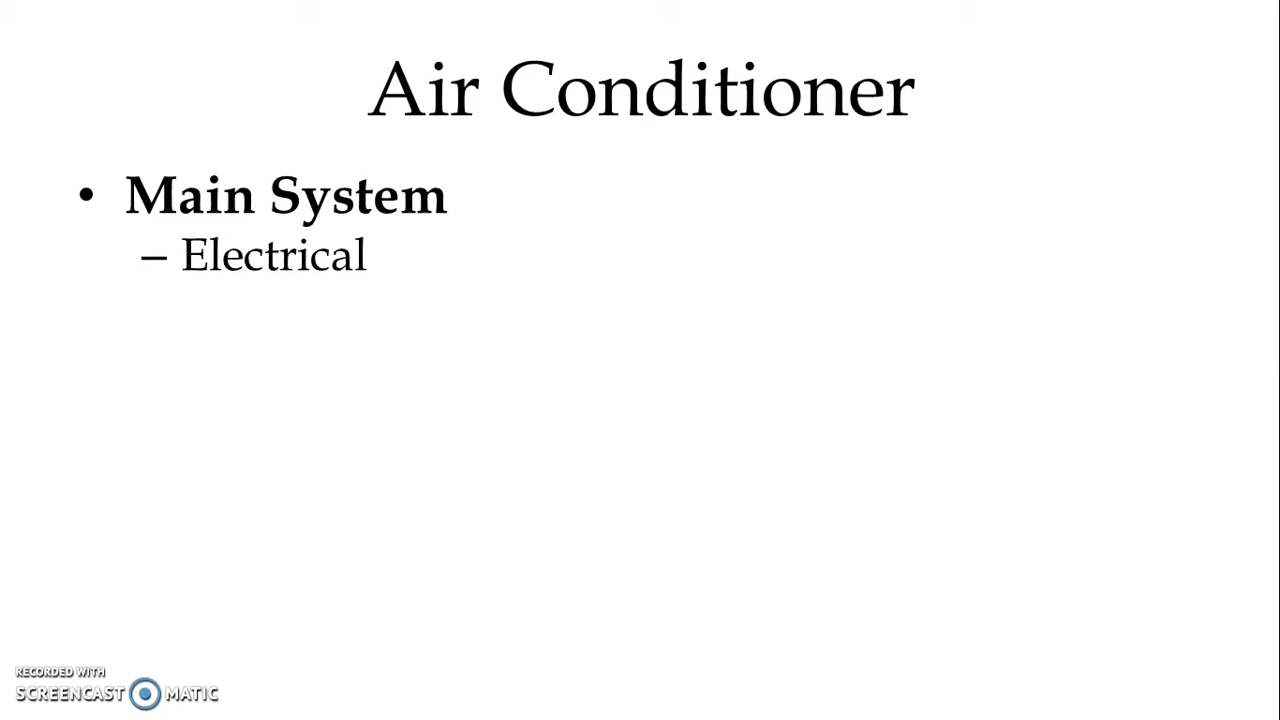 Air Conditioner
• Main System
– Electrical
RECORDED WITH
SCREENCAST MATIC